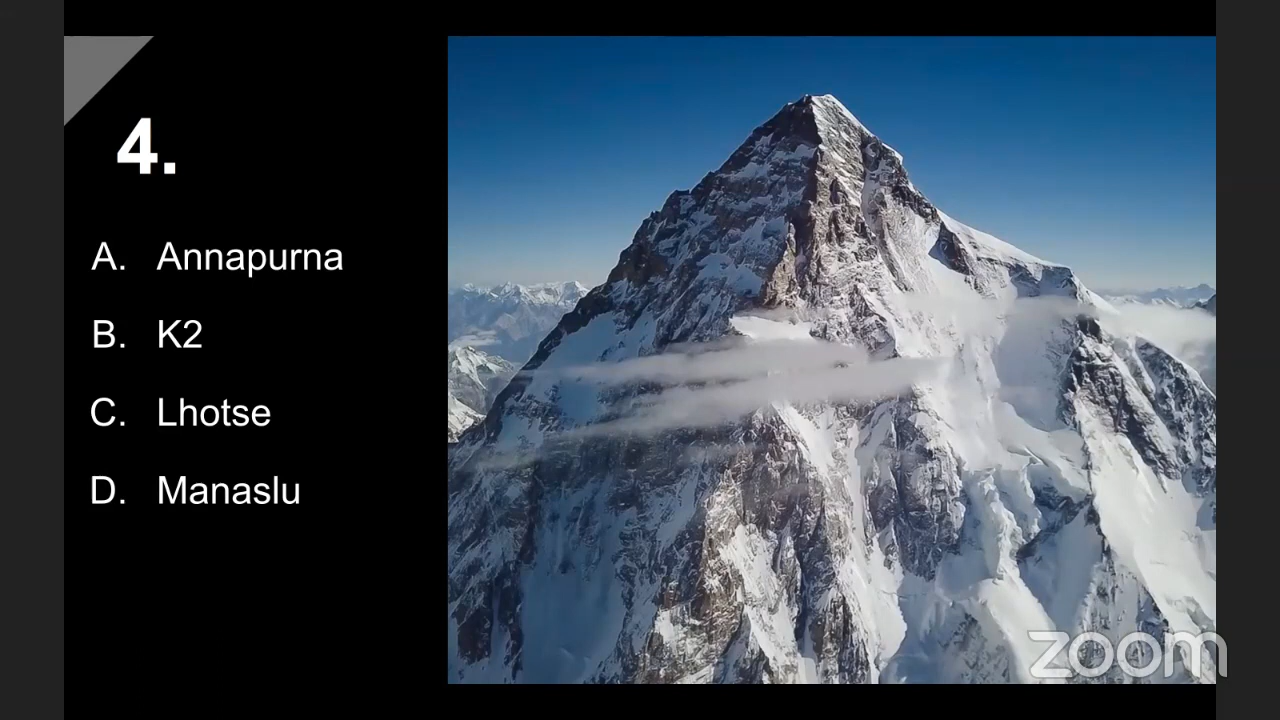 4.
A. Annapurna
B. K2
C. Lhotse
D. Manaslu
zoom